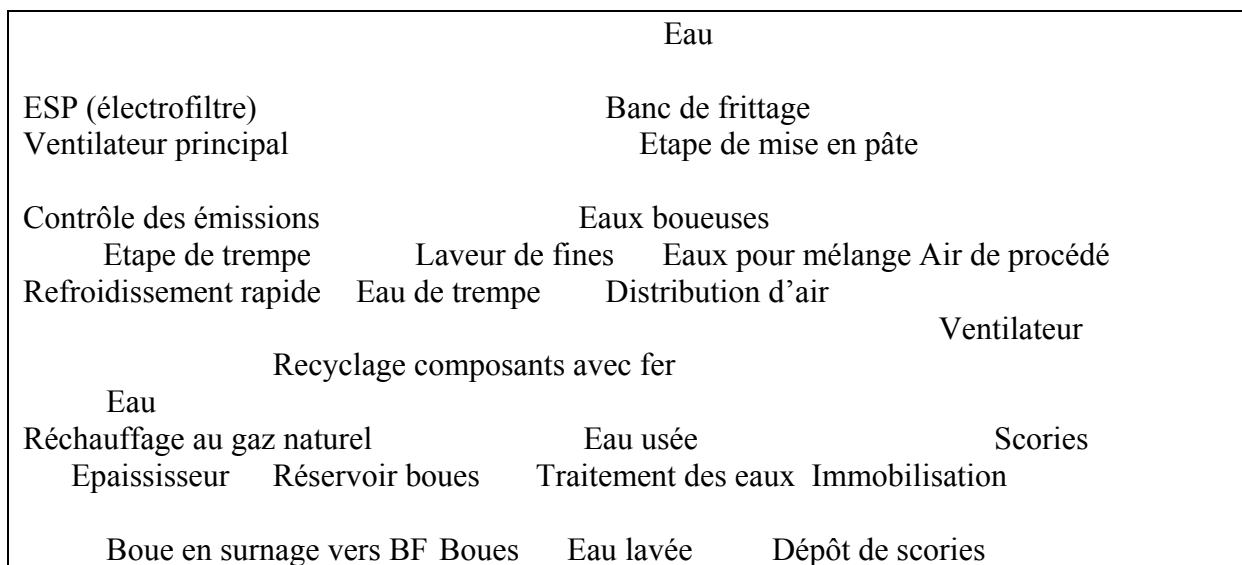 Eau
ESP (électrofiltre) Banc de frittage
Ventilateur principal Etape de mise en pâte
Contrôle des émissions Eaux boueuses
Etape de trempe Laveur de fines Eaux pour mélange Air de procédé
Refroidissement rapide Eau de trempe Distribution d’air
Ventilateur
Recyclage composants avec fer
Eau
Réchauffage au gaz naturel Eau usée Scories
Epaississeur Réservoir boues Traitement des eaux Immobilisation
Boue en surnage vers BF Boues Eau lavée Dépôt de scories